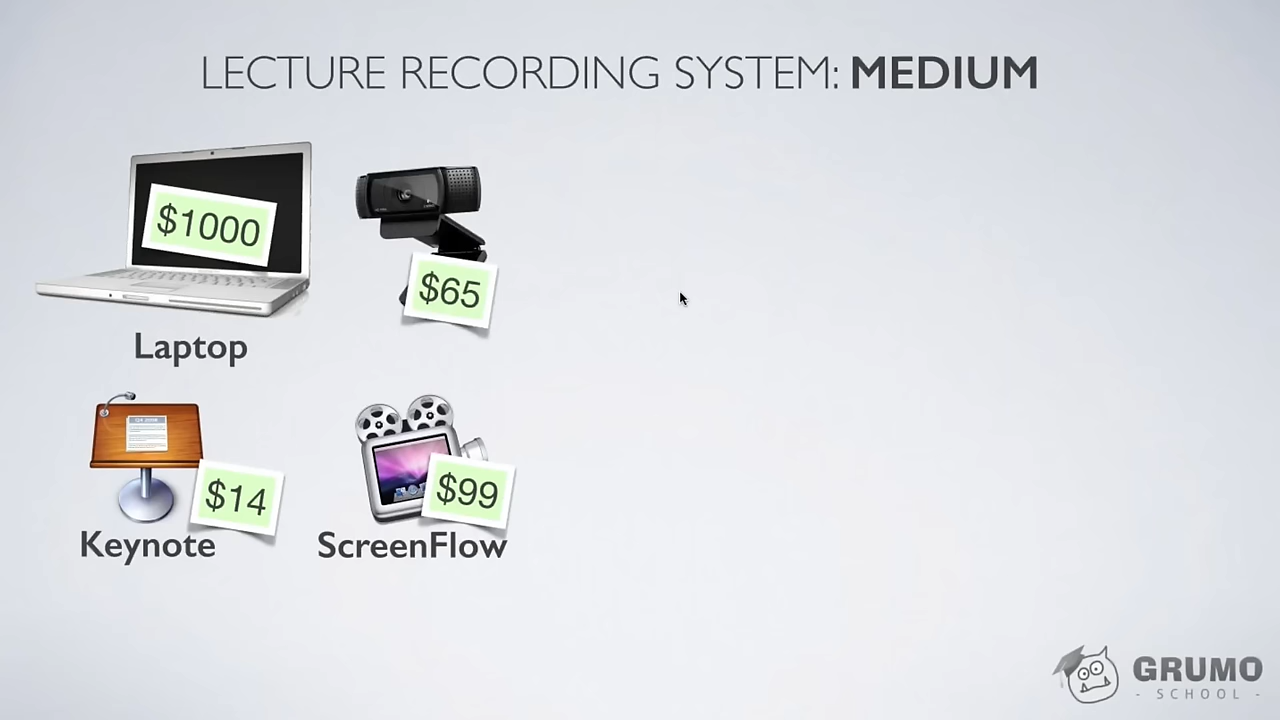 LECTURE RECORDING SYSTEM: MEDIUM
$1000
$65
Laptop
$14
$99
Keynote
ScreenFlow
GRUMO
- SCHOOL -